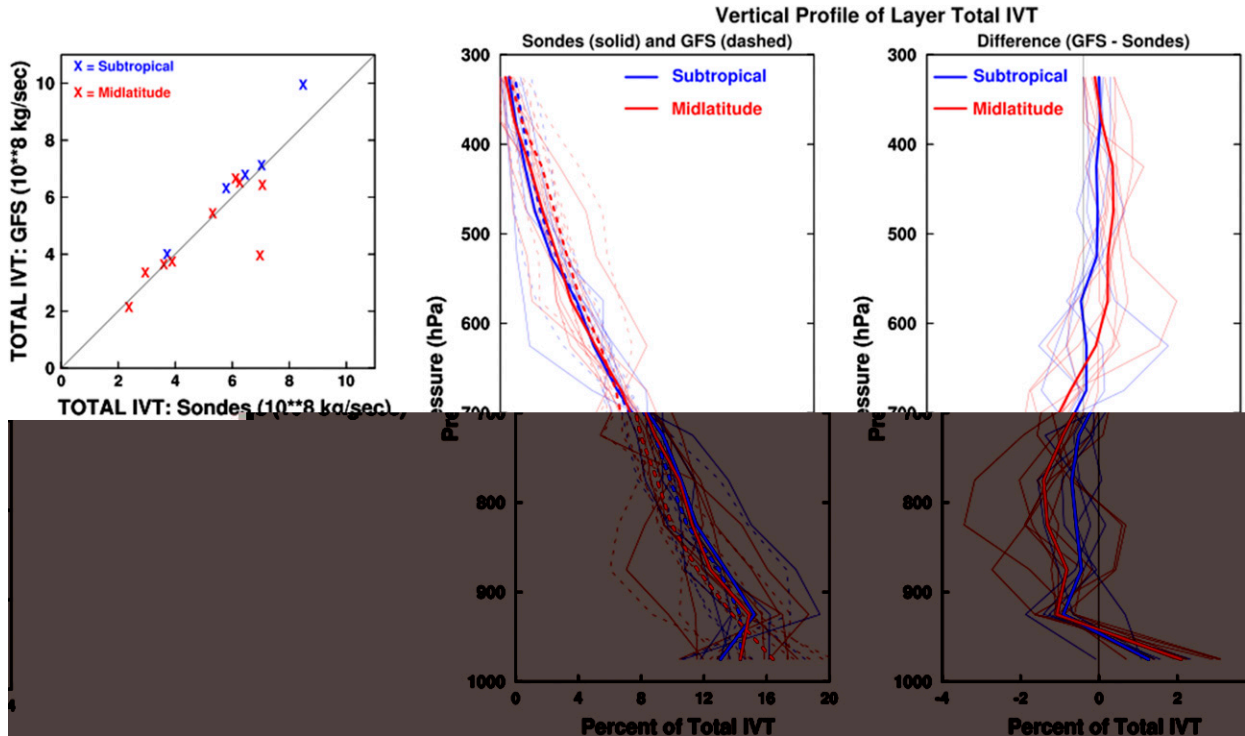 Vertical Profile of Layer Total IVT
Sondes (solid) and GFS (dashed)
Difference (GFS - Sondes)
TOTAL IVT: GFS (10**8 kg/sec)
10
8
6
4
2
0
X = Subtropical
X = Midlatitude
0 2 4 6 8 10
TOTAL IVT: Sondes (10**8 kg/sec)
Pressure (hPa)
300
400
500
600
700
800
900
1000
Subtropical
Midlatitude
0 4 8 12 16 20
Percent of Total IVT
Pressure (hPa)
300
400
500
600
700
800
900
1000
Subtropical
Midlatitude
-4 -2 0 2
Percent of Total IVT
4